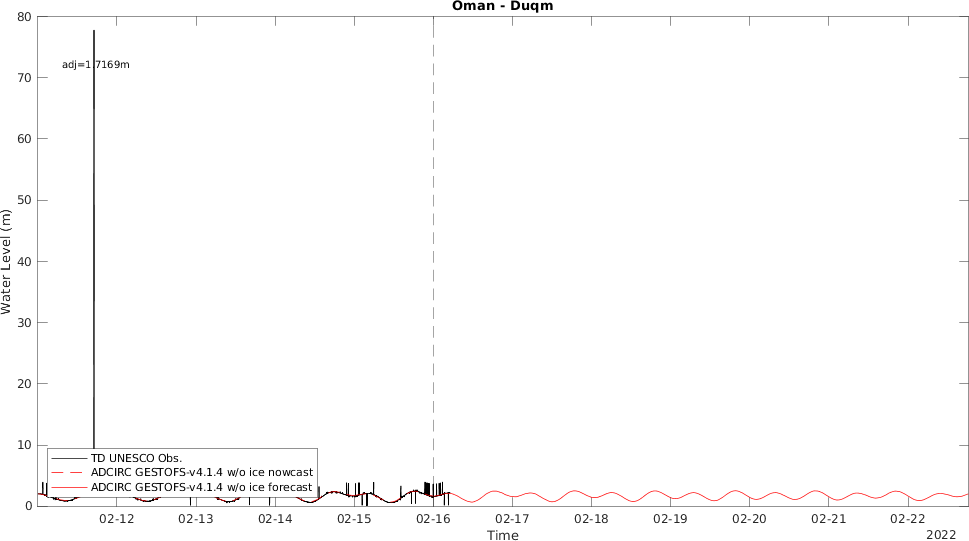 Oman - Duqm
80
adj=1.7169m
70
60
50
40
30
20
10
0
Water Level (m)
TD UNESCO Obs.
ADCIRC GESTOFS-v4.1.4 w/o ice nowcast
ADCIRC GESTOFS-v4.1.4 w/o ice forecast
02-12 02-13 02-14 02-15 02-16 02-17 02-18 02-19 02-20 02-21 02-22
Time
2022